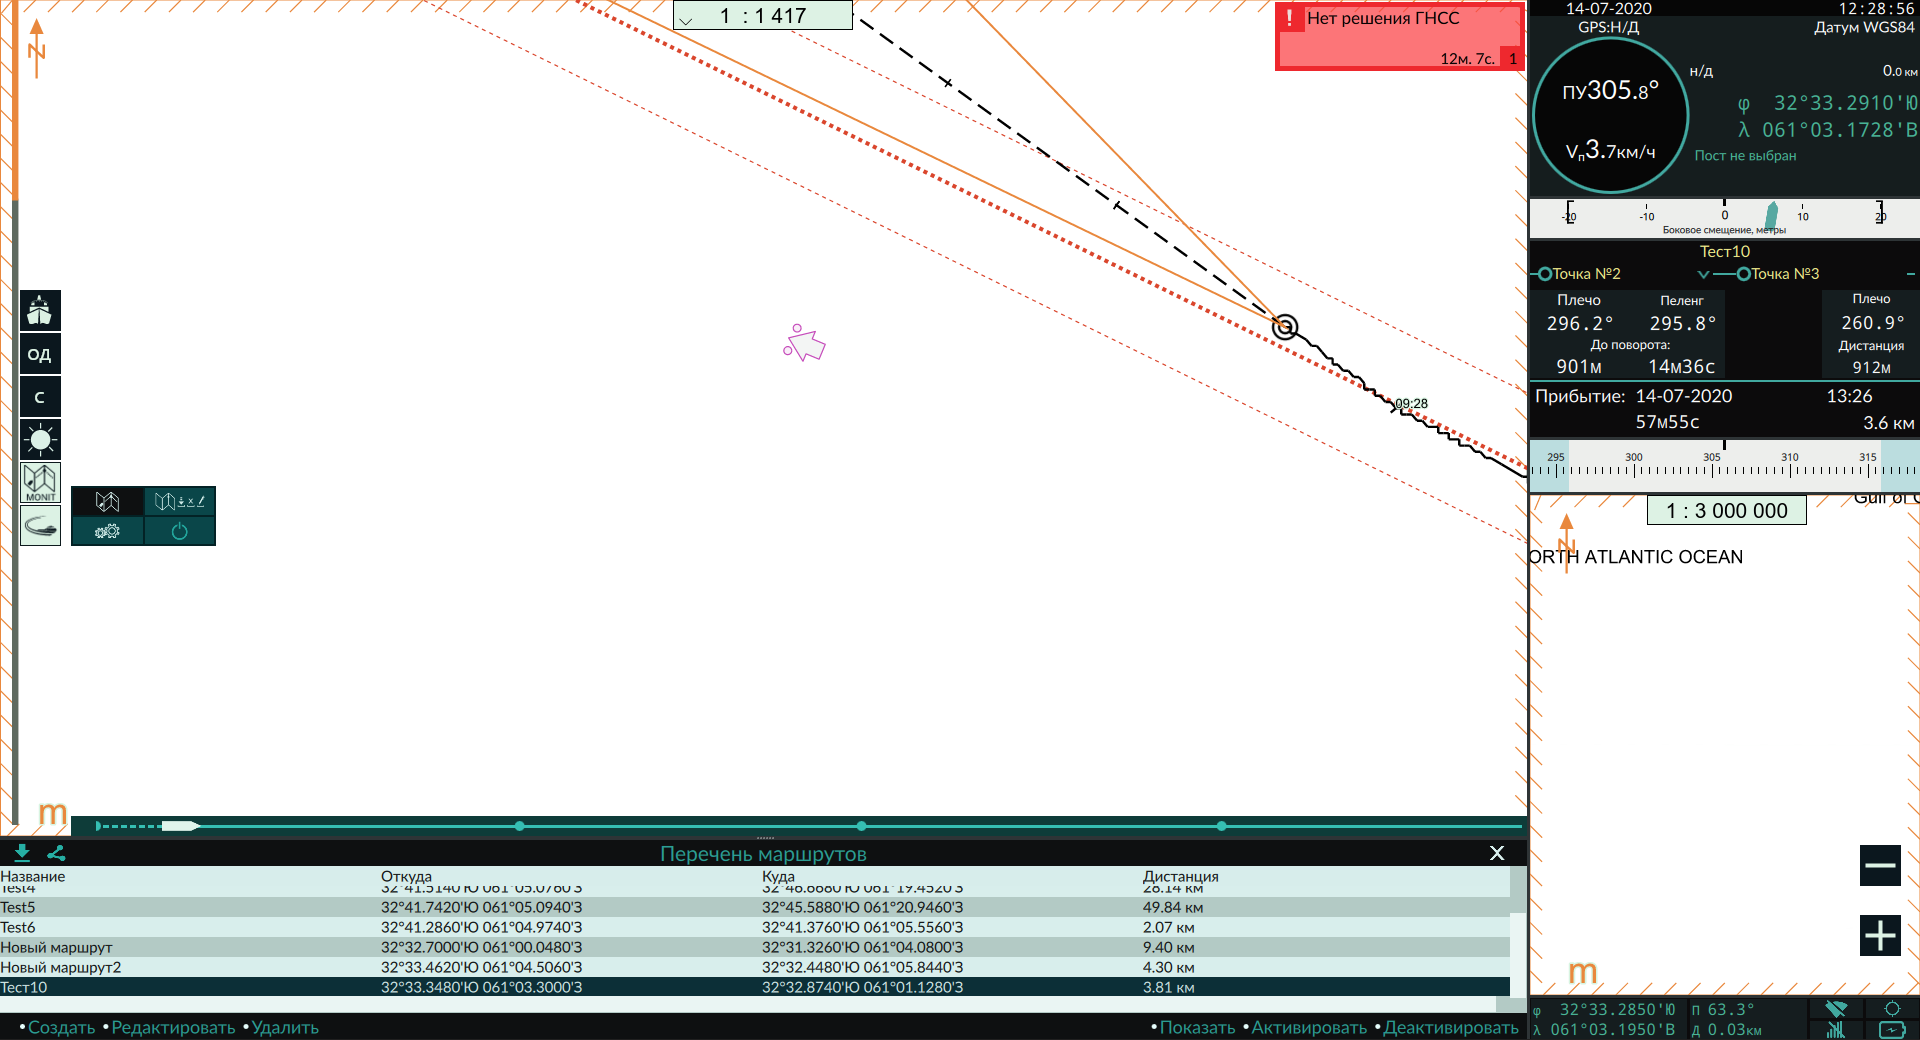 1 : 1 417
N
! Нет решения ГНСС
12м. 7с. 1
09:28
ОД
С
MONIT
m
14-07-2020 12:28:56
GPS:Н/Д Датум WGS84
ПУ305.8°
Vп3.7км/ч
н/д 0.0 км
φ 32°33.2910'Ю
λ 061°03.1728'В
Пост не выбран
-20 -10 0 10 20
Боковое смещение, метры
Тест10
Точка №2 Точка №3
Плечо Пеленг Плечо
296.2° 295.8° 260.9°
До поворота: Дистанция
901м 14м36с 912м
Прибытие: 14-07-2020 13:26
57м55с 3.6 км
295 300 305 310 315
Gulf of
1 : 3 000 000
N
ORTH ATLANTIC OCEAN
m
Перечень маршрутов X
Название Откуда Куда Дистанция
Test4 32°41.5140'Ю 061°05.0760'З 32°46.6680'Ю 061°19.4520'З 28.14 км
Test5 32°41.7420'Ю 061°05.0940'З 32°45.5880'Ю 061°20.9460'З 49.84 км
Test6 32°41.2860'Ю 061°04.9740'З 32°41.3760'Ю 061°05.5560'З 2.07 км
Новый маршрут 32°32.7000'Ю 061°00.0480'З 32°31.3260'Ю 061°04.0800'З 9.40 км
Новый маршрут2 32°33.4620'Ю 061°04.5060'З 32°32.4480'Ю 061°05.8440'З 4.30 км
Тест10 32°33.3480'Ю 061°03.3000'З 32°32.8740'Ю 061°01.1280'З 3.81 км
•Создать •Редактировать •Удалить •Показать •Активировать •Деактивировать
φ 32°33.2850'Ю П 63.3°
λ 061°03.1950'В Д 0.03км